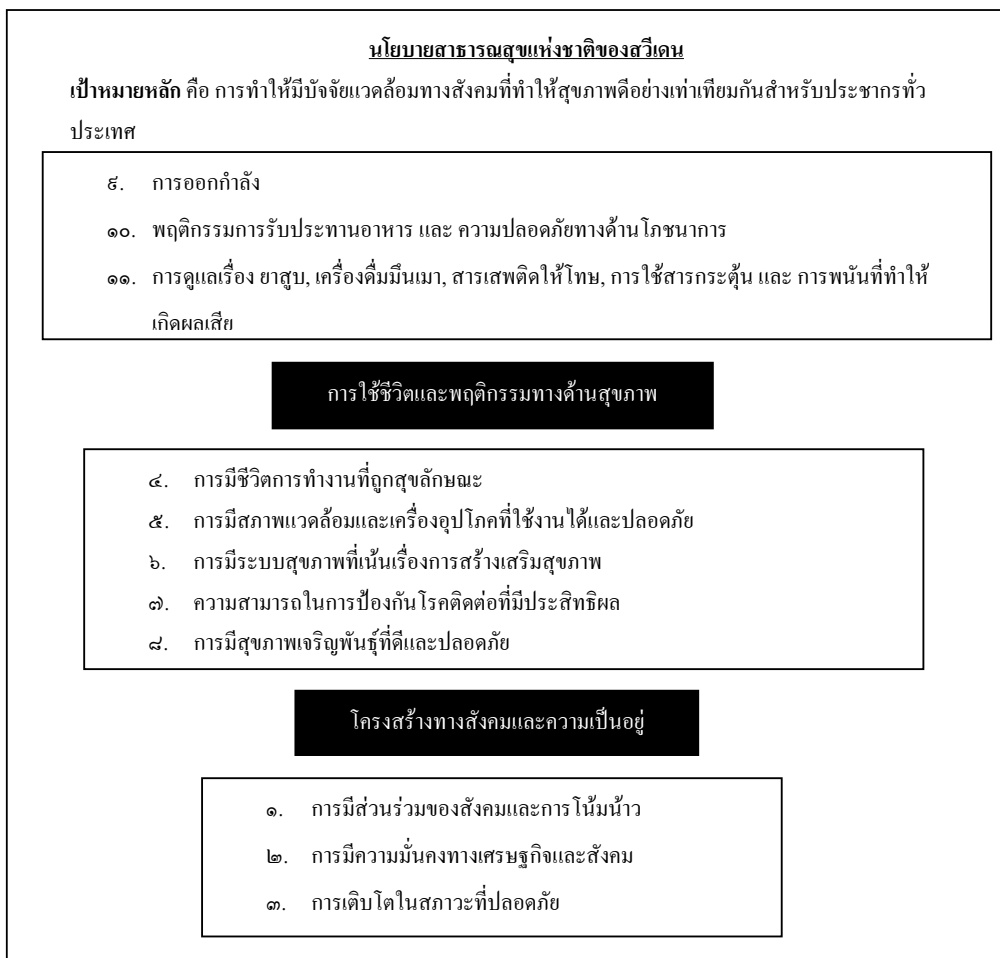 นโยบายสาธารณสุขแห่งชาติของสวีเดน
เป้าหมายหลัก คือ การทำให้มีปัจจัยแวดล้อมทางสังคมที่ทำให้สุขภาพดีอย่างเท่าเทียมกันสำหรับประชากรทั่ว
ประเทศ
๙. การออกกำลัง
๑๐. พฤติกรรมการรับประทานอาหาร และ ความปลอดภัยทางด้านโภชนาการ
๑๑. การดูแลเรื่อง ยาสูบ, เครื่องดื่มมึนเมา, สารเสพติดให้โทษ, การใช้สารกระตุ้น และ การพนันที่ทำให้
เกิดผลเสีย
การใช้ชีวิตและพฤติกรรมทางด้านสุขภาพ
๔. การมีชีวิตการทำงานที่ถูกสุขลักษณะ
๕. การมีสภาพแวดล้อมและเครื่องอุปโภคที่ใช้งานได้และปลอดภัย
๖. การมีระบบสุขภาพที่เน้นเรื่องการสร้างเสริมสุขภาพ
๗. ความสามารถในการป้องกันโรคติดต่อที่มีประสิทธิผล
๘. การมีสุขภาพเจริญพันธุ์ที่ดีและปลอดภัย
โครงสร้างทางสังคมและความเป็นอยู่
๑. การมีส่วนร่วมของสังคมและการโน้มน้าว
๒. การมีความมั่นคงทางเศรษฐกิจและสังคม
๓. การเติบโตในสภาวะที่ปลอดภัย